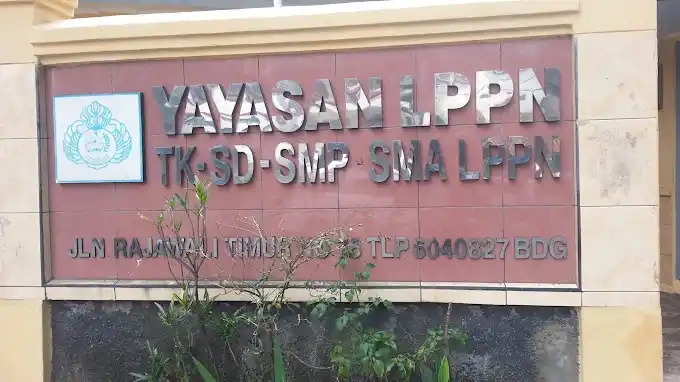 YAYASAN LPPN
TK-SD-SMP-SMA LPPN
JLN RAJAWALI TIMUR TLP 6040827 BDG